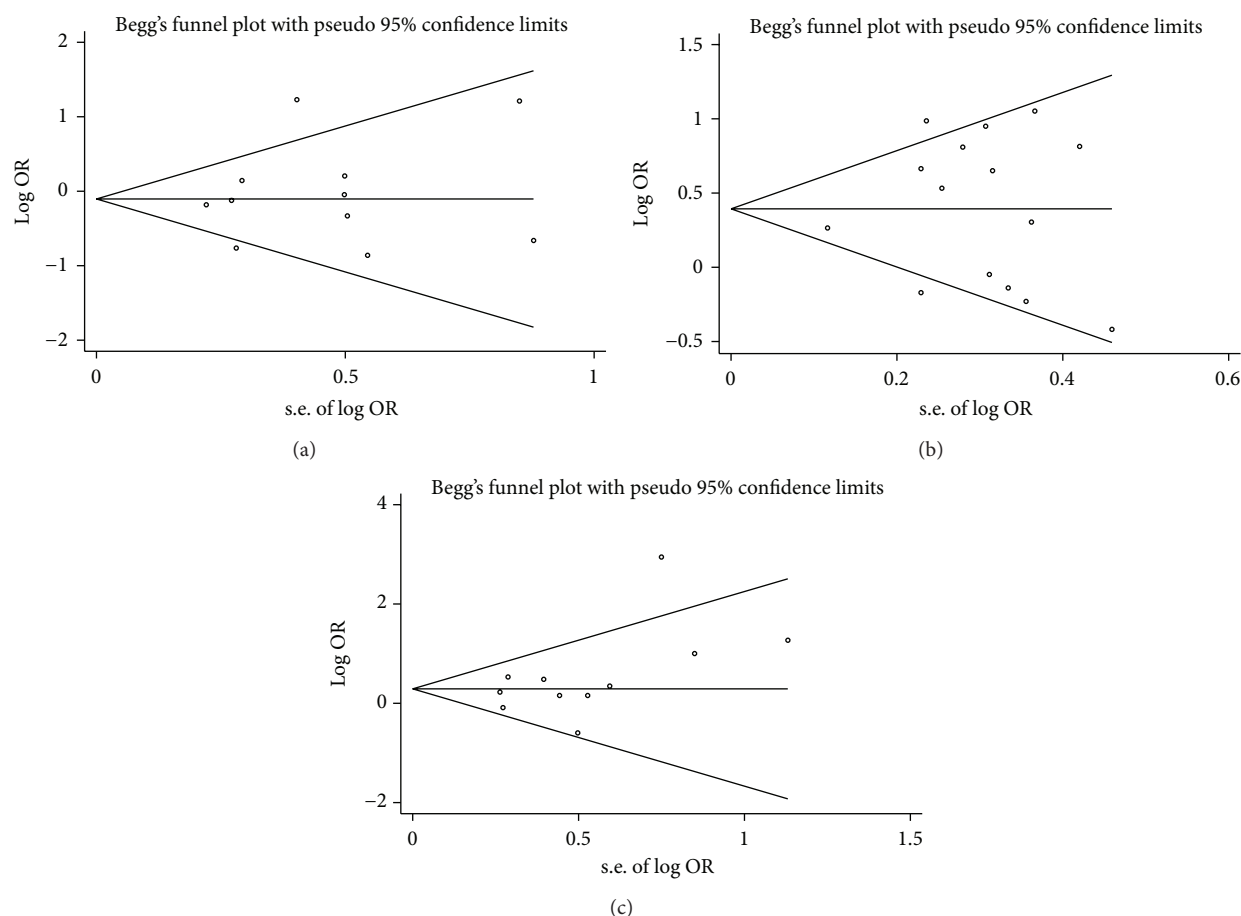 Begg's funnel plot with pseudo 95% confidence limits
2
1
0
−1
−2
Log OR
0
0.5
1
s.e. of log OR
(a)
Begg's funnel plot with pseudo 95% confidence limits
1.5
1
0.5
0
−0.5
Log OR
0
0.2
0.4
0.6
s.e. of log OR
(b)
Begg's funnel plot with pseudo 95% confidence limits
4
2
0
−2
Log OR
0
0.5
1
1.5
s.e. of log OR
(c)